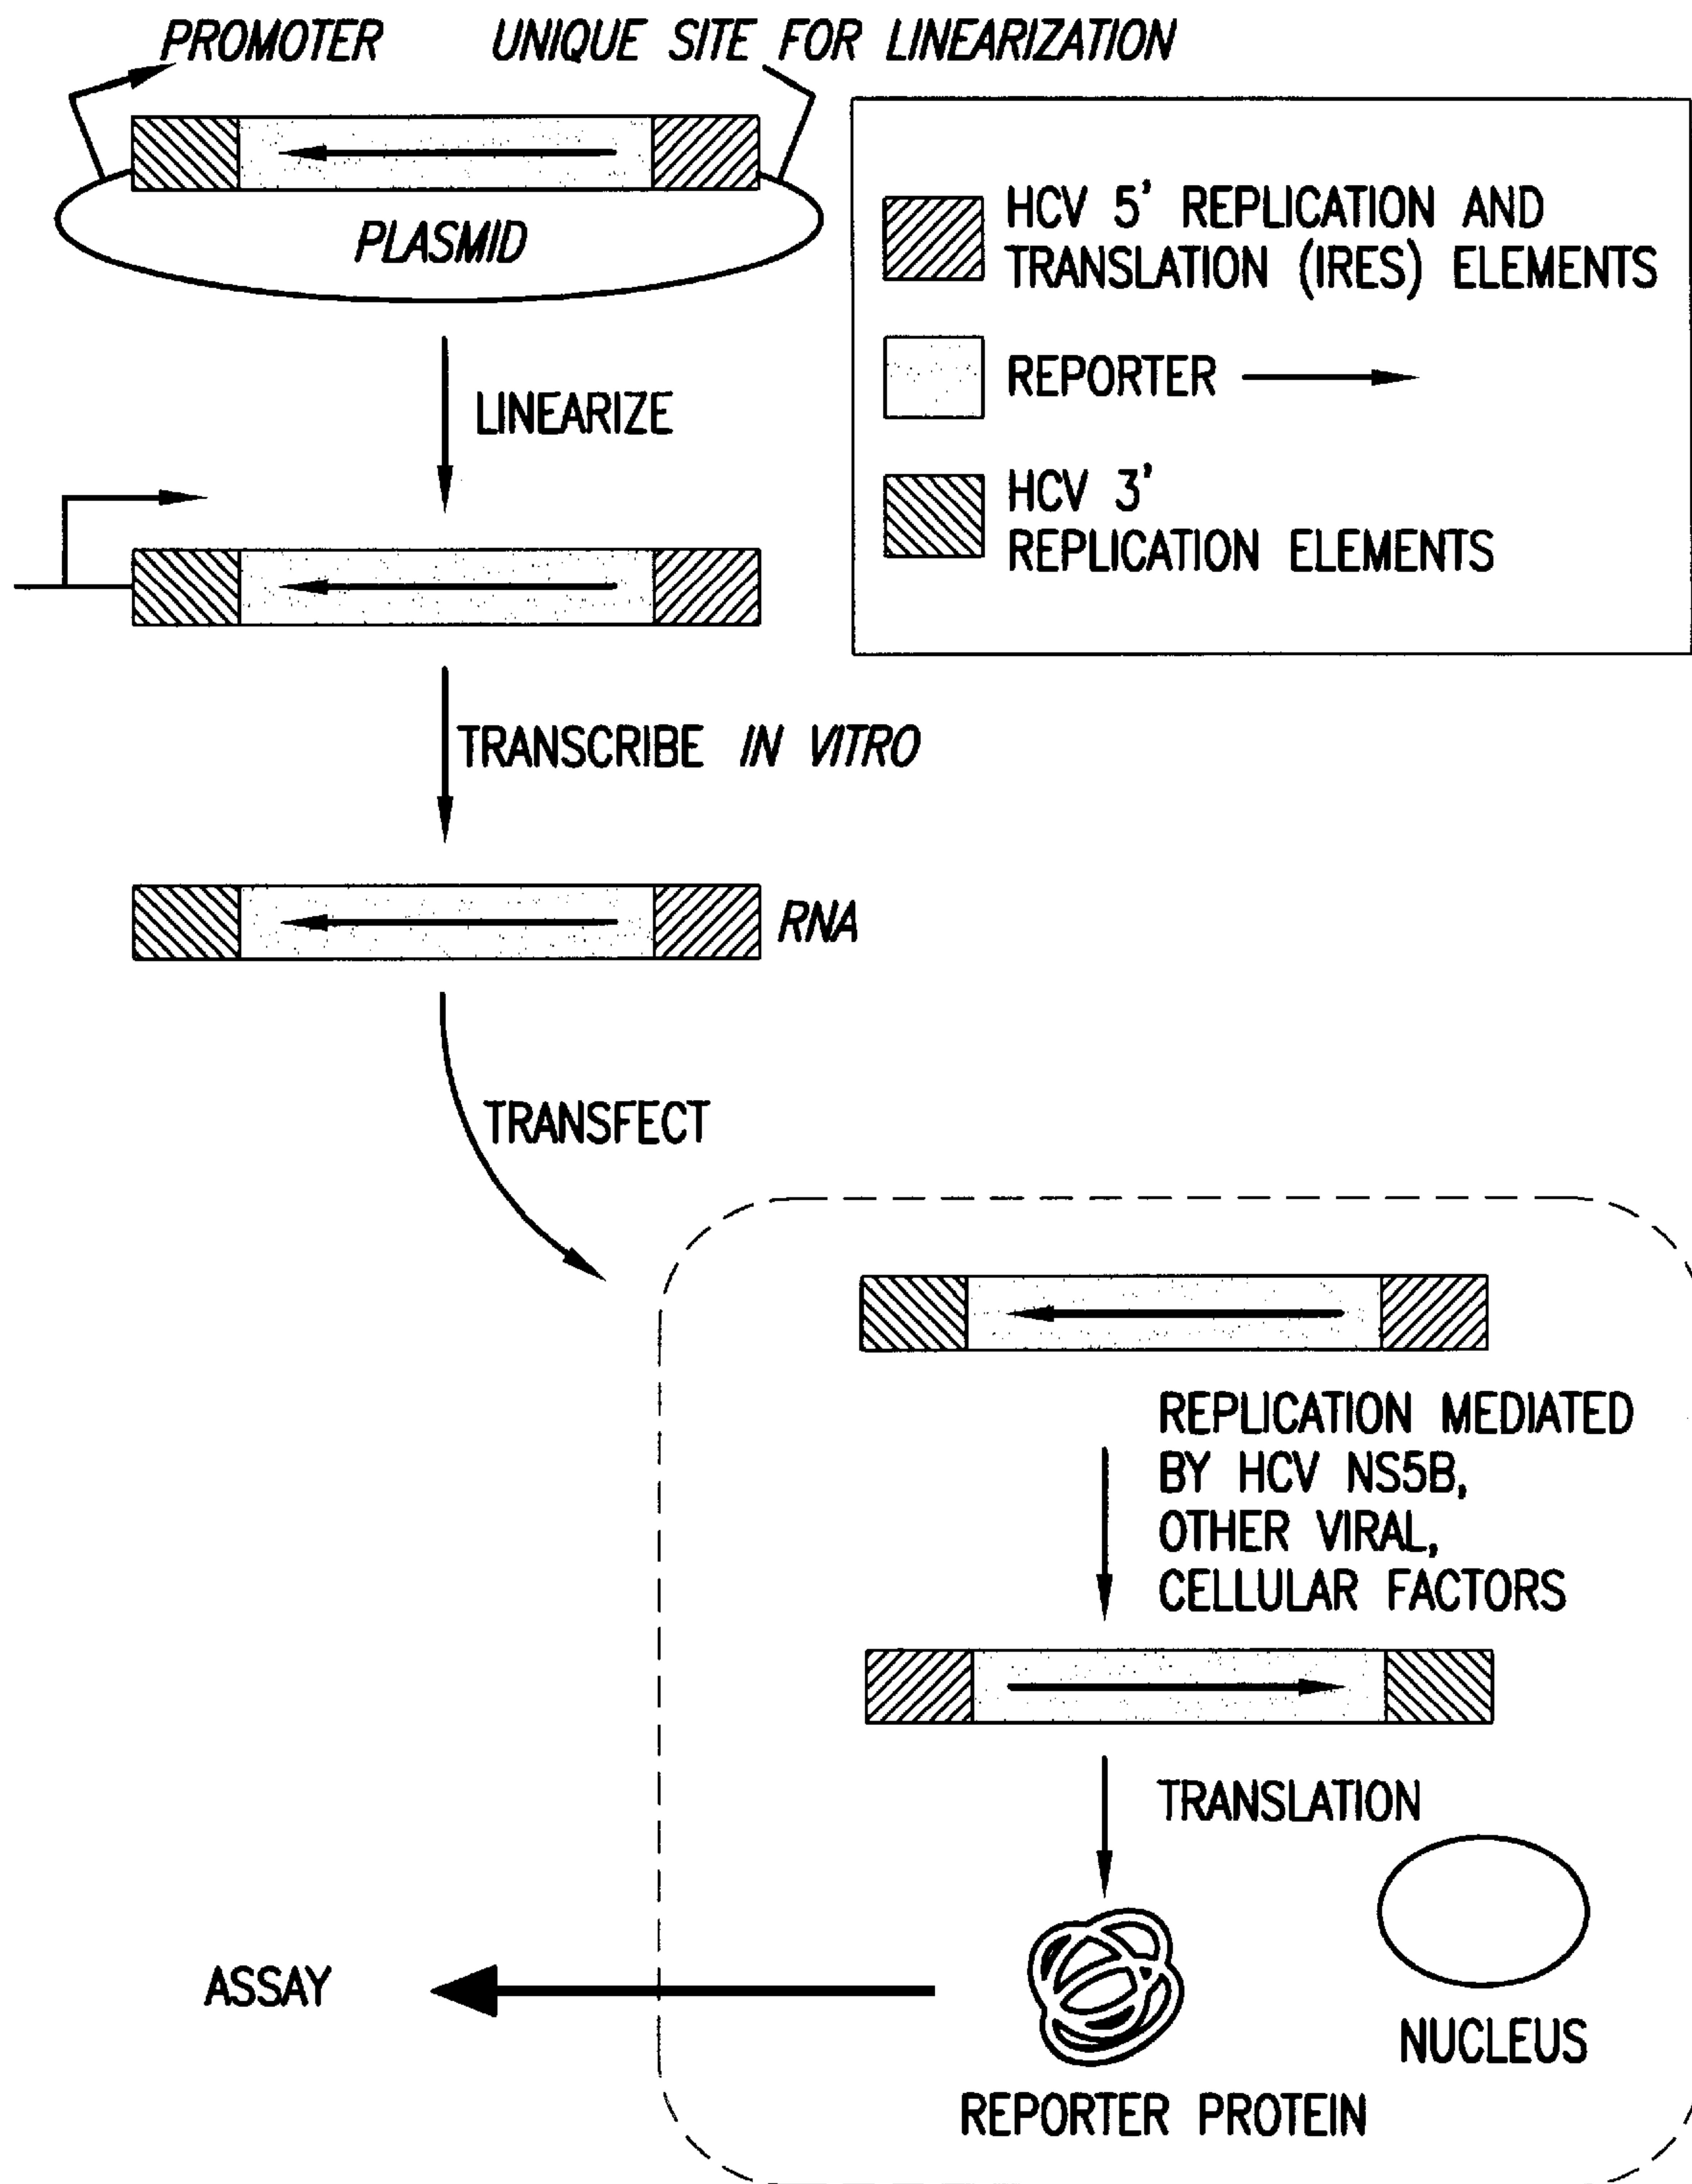 PROMOTER
UNIQUE SITE FOR LINEARIZATION
PLASMID
HCV 5' REPLICATION AND
TRANSLATION (IRES) ELEMENTS
REPORTER
HCV 3'
REPLICATION ELEMENTS
LINEARIZE
TRANSCRIBE IN VITRO
RNA
TRANSFECT
REPLICATION MEDIATED
BY HCV NS5B,
OTHER VIRAL,
CELLULAR FACTORS
TRANSLATION
ASSAY
NUCLEUS
REPORTER PROTEIN